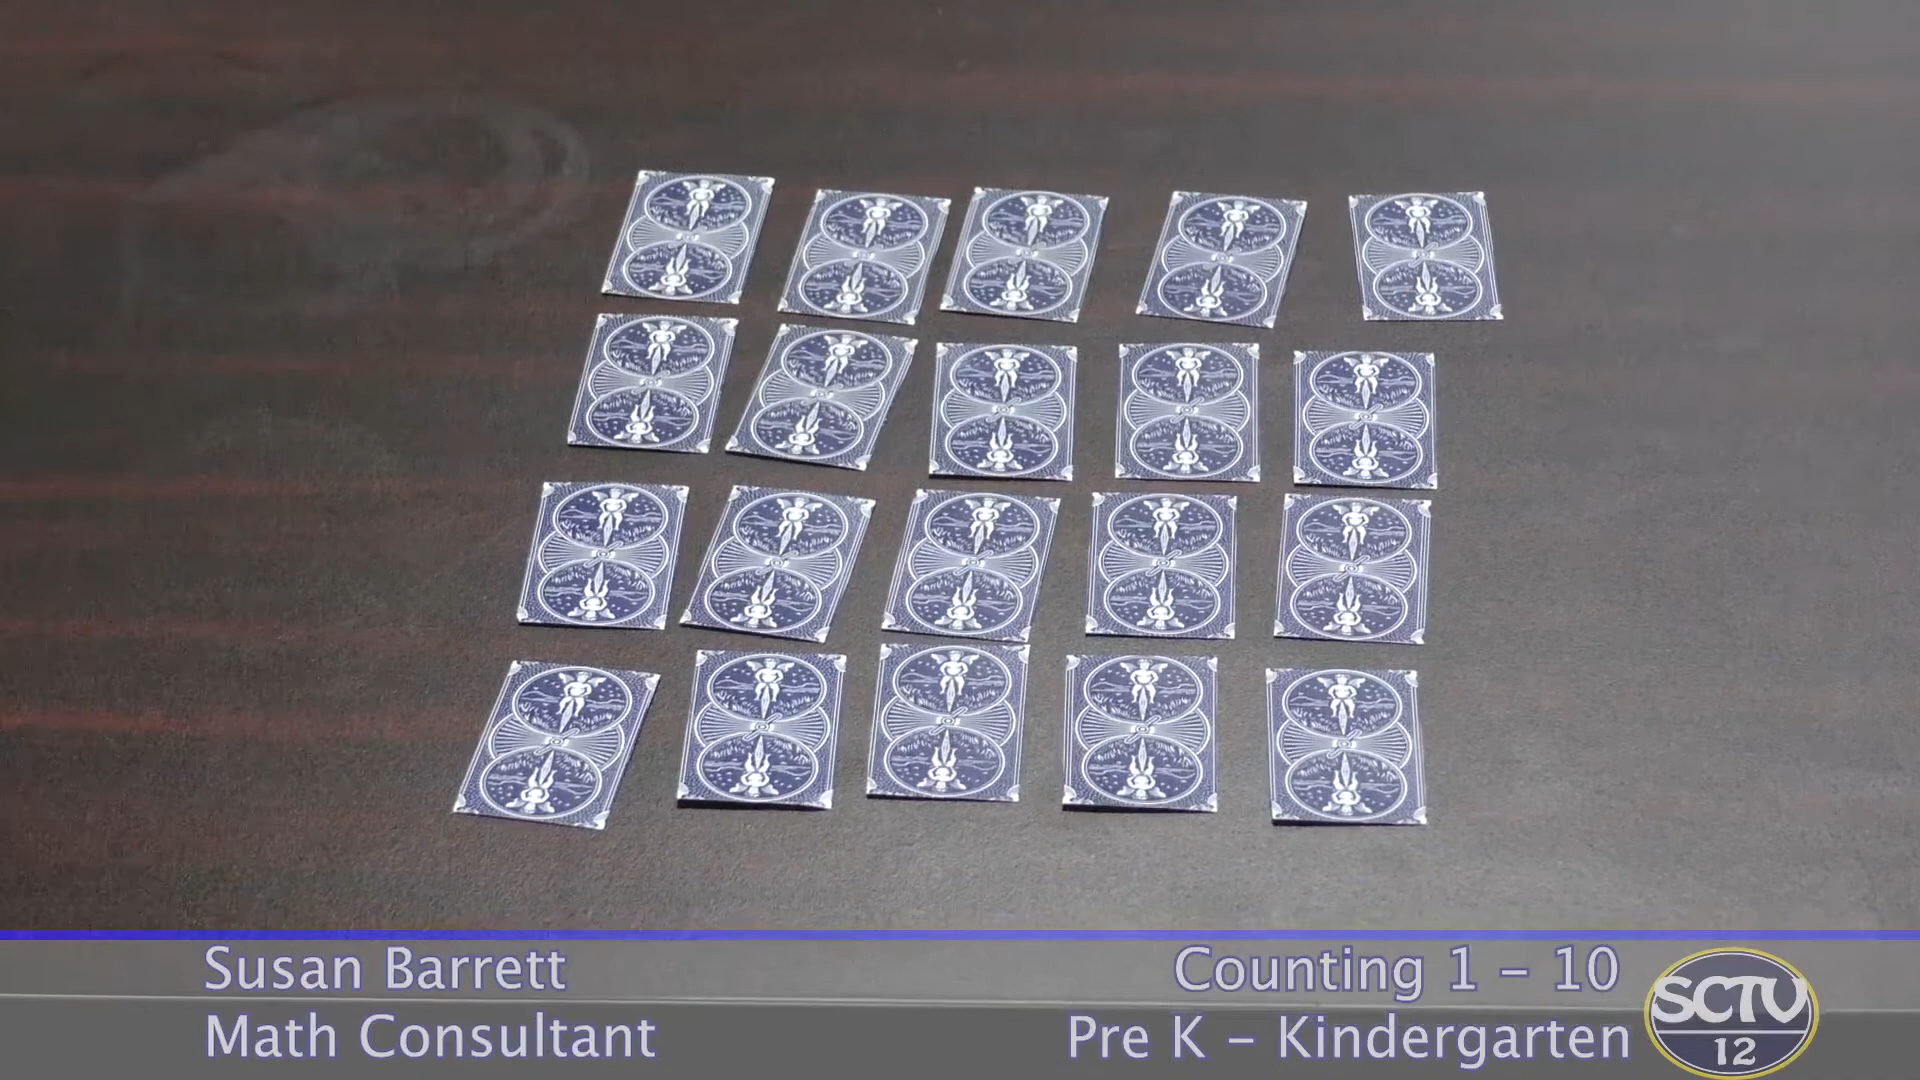 Susan Barrett
Math Consultant
Counting 1 – 10
Pre K – Kindergarten
SCTV
12